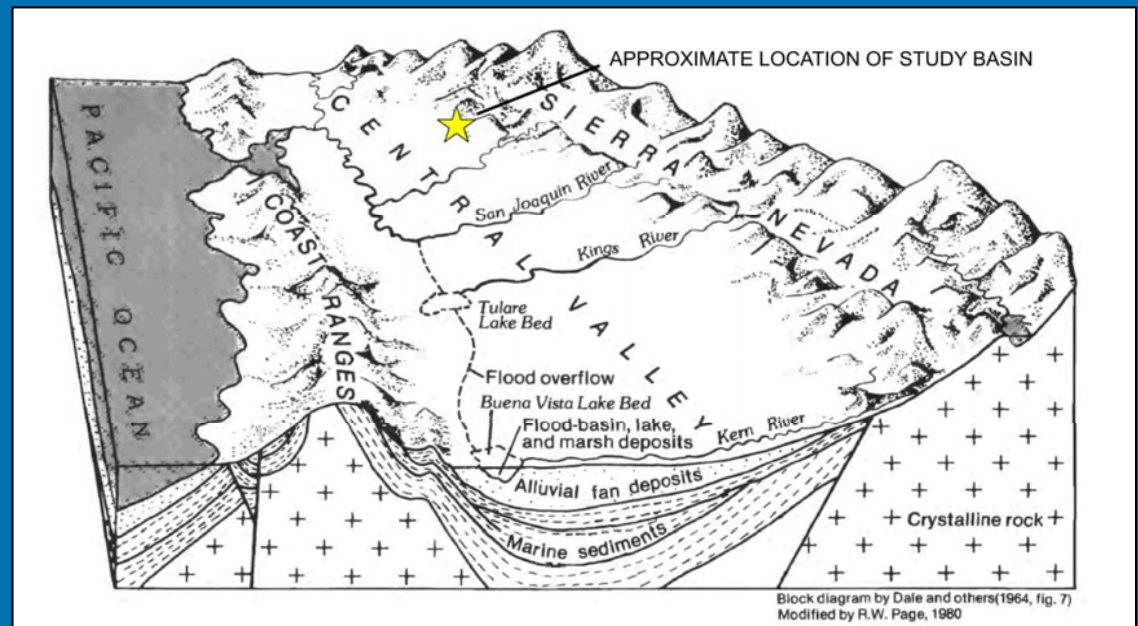 APPROXIMATE LOCATION OF STUDY BASIN
PACIFIC OCEAN
COAST RANGES
CENTRAL VALLEY
SIERRA NEVADA
San Joaquin River
Kings River
Tulare
Lake Bed
Flood overflow
Buena Vista Lake Bed
Flood-basin, lake,
and marsh deposits
Kern River
Alluvial fan deposits
Marine sediments
Crystalline rock
Block diagram by Dale and others(1964, fig. 7)
Modified by R.W. Page, 1980